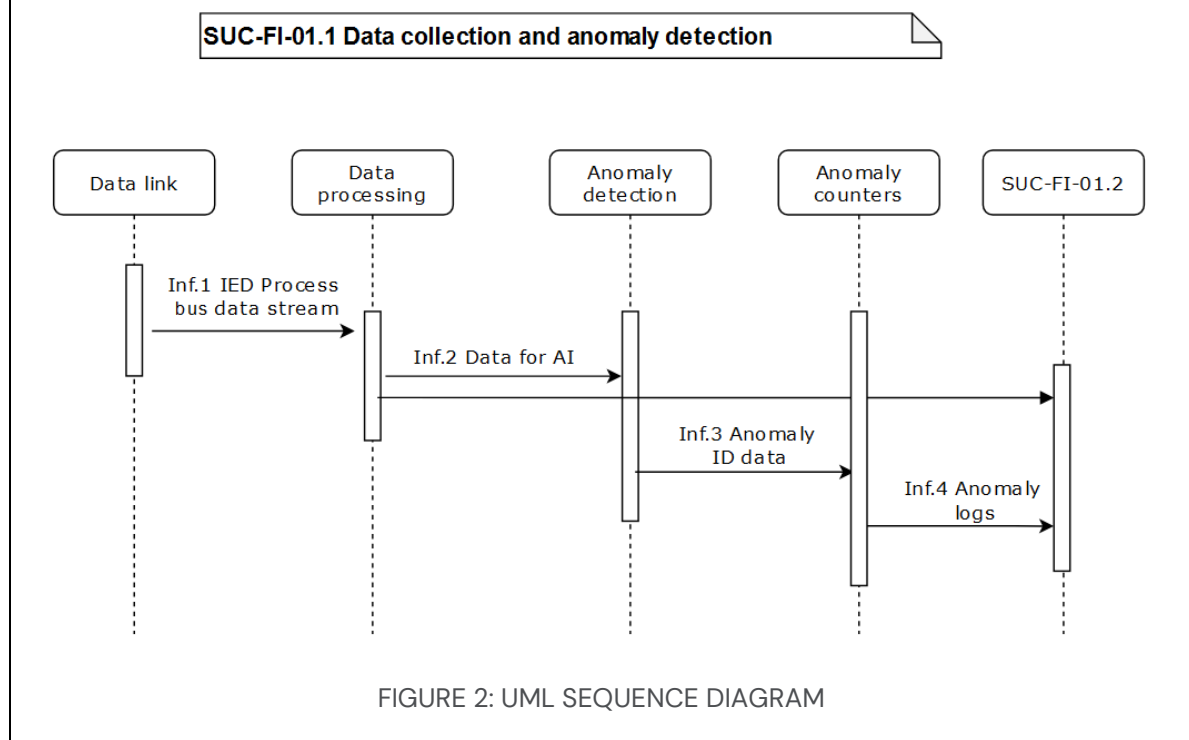 SUC-FI-01.1 Data collection and anomaly detection
Data link
Data
processing
Anomaly
detection
Anomaly
counters
SUC-FI-01.2
Inf.1 IED Process
bus data stream
Inf.2 Data for AI
Inf.3 Anomaly
ID data
Inf.4 Anomaly
logs
FIGURE 2: UML SEQUENCE DIAGRAM